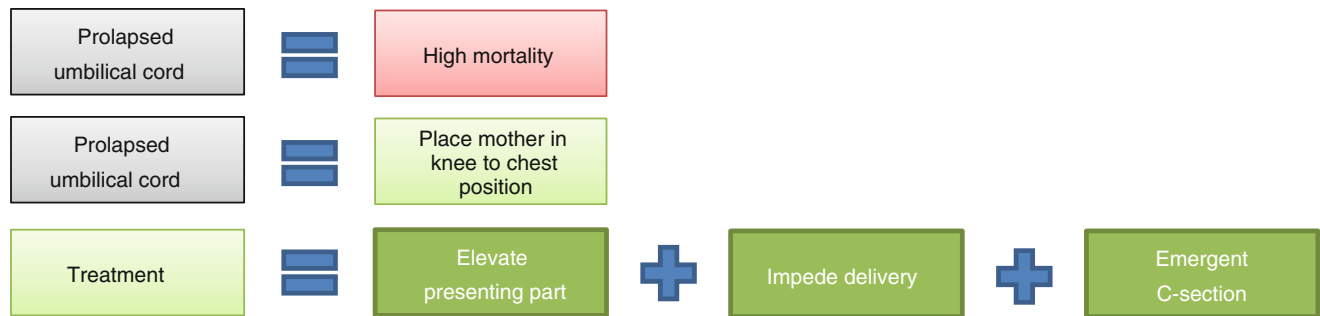 Prolapsed
umbilical cord
High mortality
Prolapsed
umbilical cord
Place mother in
knee to chest
position
Treatment
Elevate
presenting part
Impede delivery
Emergent
C-section